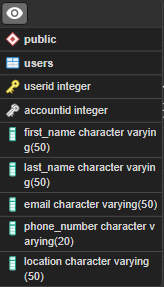 public
users
userid integer
accountid integer
first_name character varyin
g(50)
last_name character varyin
g(50)
email character varying(50)
phone_number character v
arying(20)
location character varying
(50)